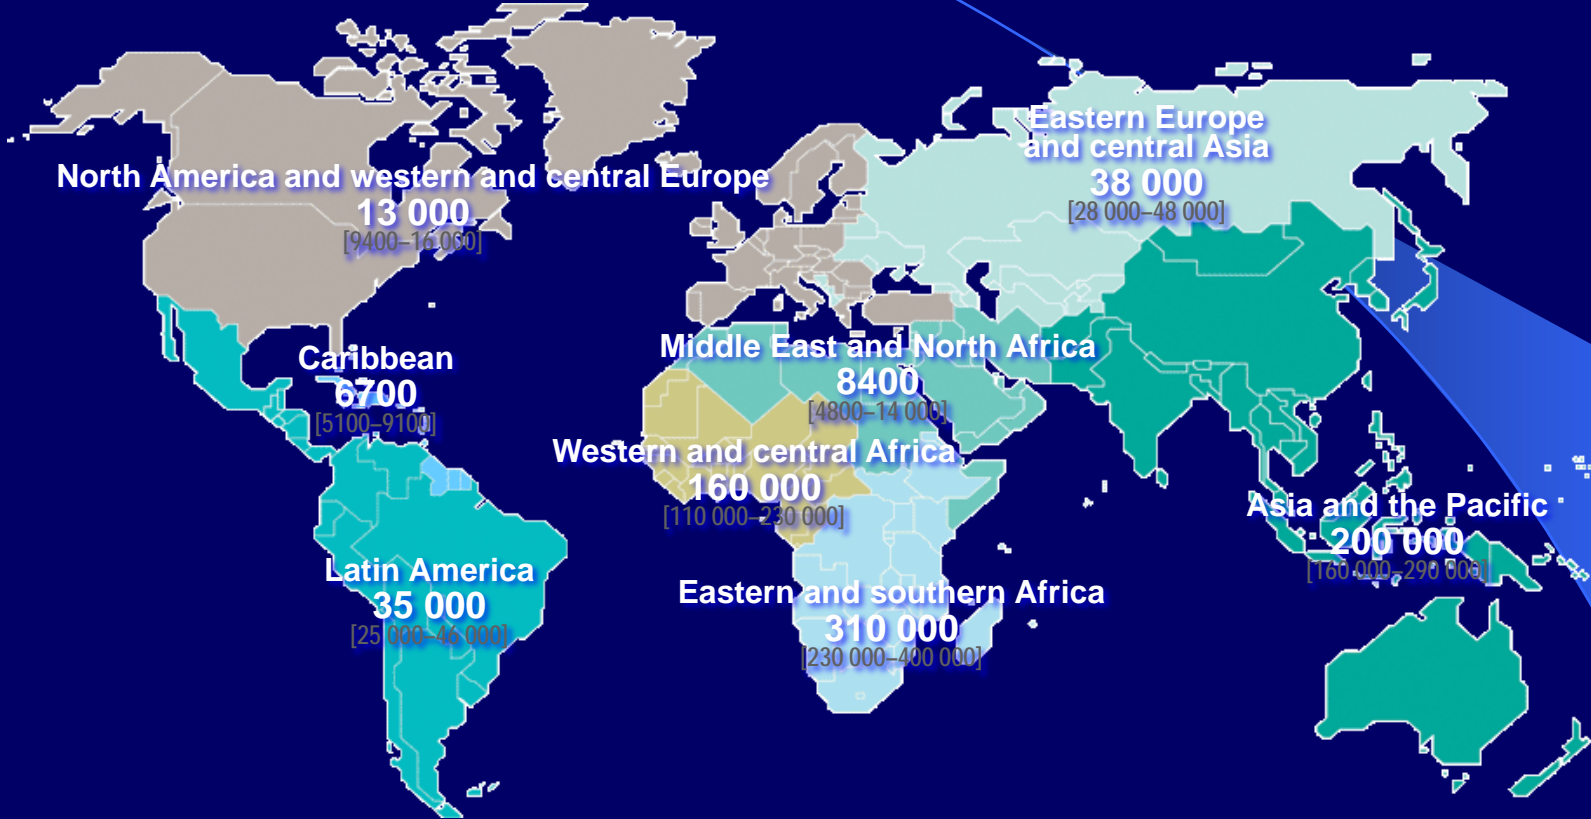 Eastern Europe
and central Asia
38 000
[28 000–48 000]
North America and western and central Europe
13 000
[9400–16 000]
Middle East and North Africa
8400
[4800–14 000]
Caribbean
6700
[5100–9100]
Western and central Africa
160 000
[110 000–230 000]
Asia and the Pacific
200 000
[160 000–290 000]
Latin America
35 000
[25 000–46 000]
Eastern and southern Africa
310 000
[230 000–400 000]